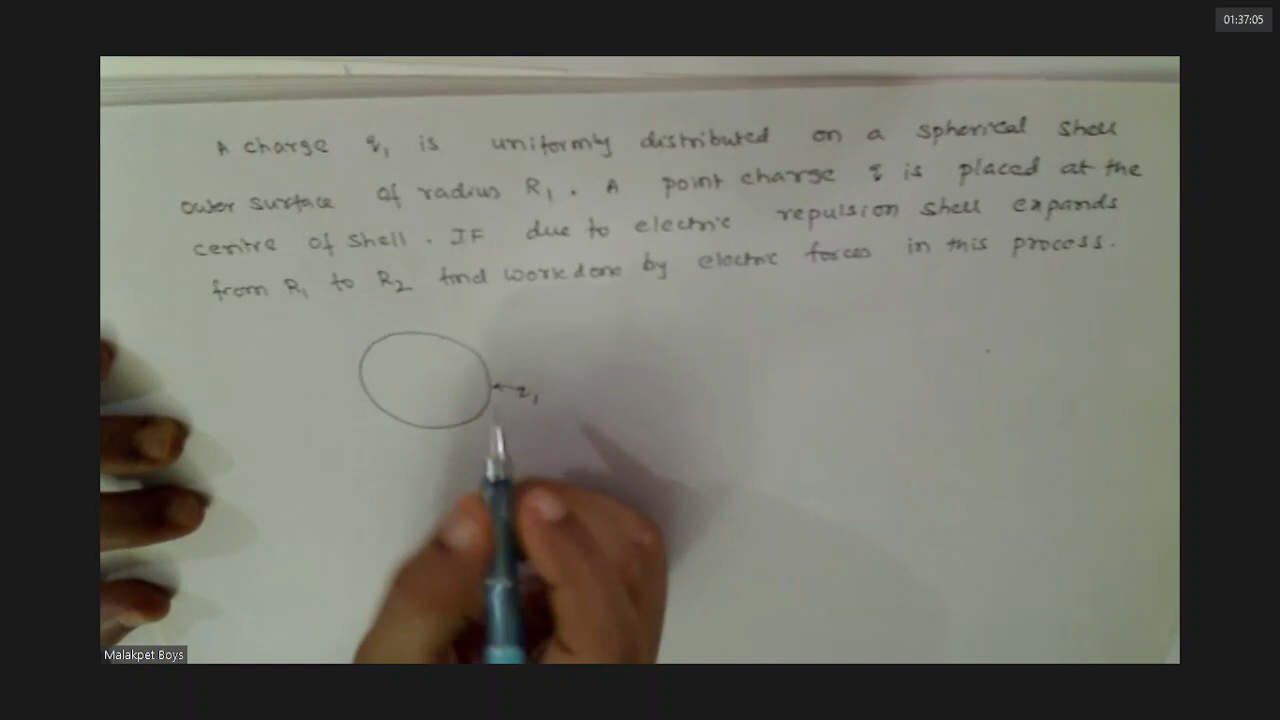 01:37:05
A charge q₁ is uniformly distributed on a spherical shell
outer surface of radius R₁. A point charge q is placed at the
centre of shell. IF due to electric repulsion shell expands
from R₁ to R₂ find workdone by electric forces in this process.
q₁
Malakpet Boys